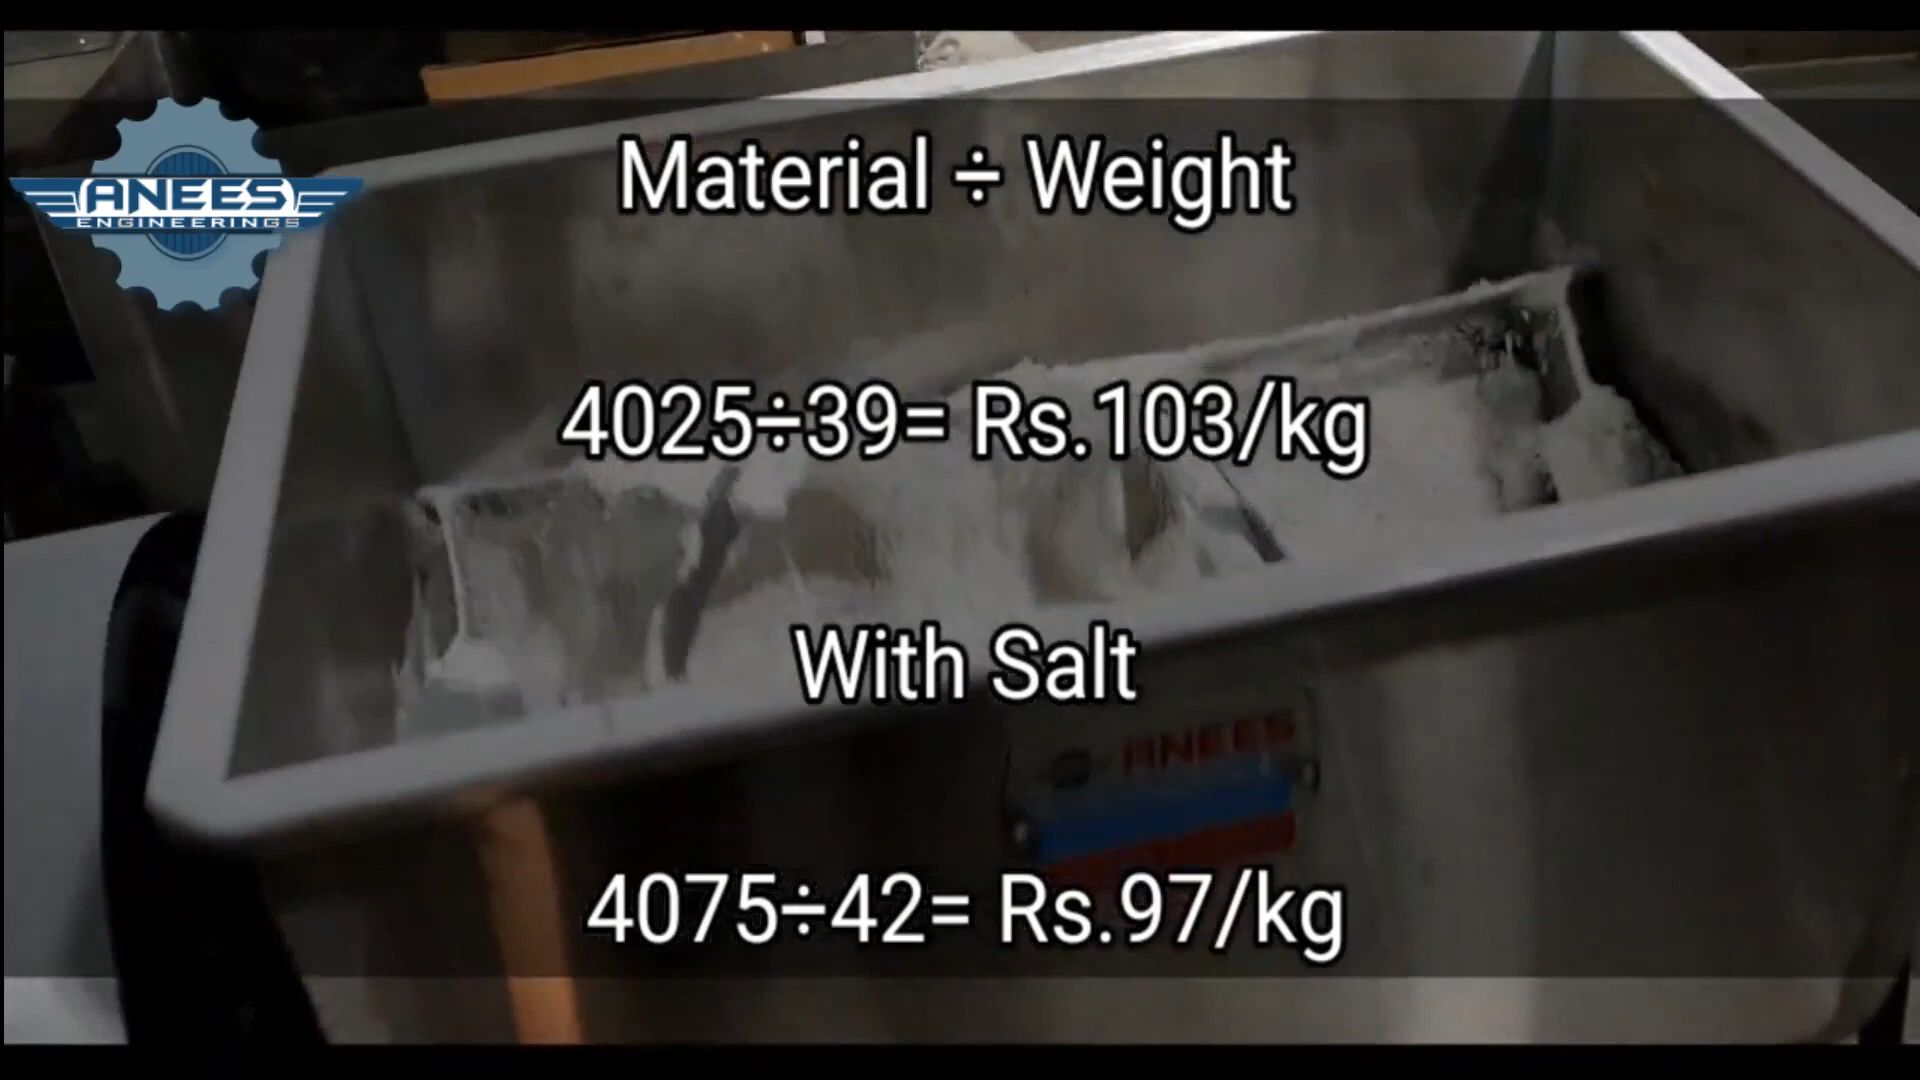 ANEES
ENGINEERINGS
Material ÷ Weight
4025÷39= Rs.103/kg
With Salt
ANEES
4075÷42= Rs.97/kg